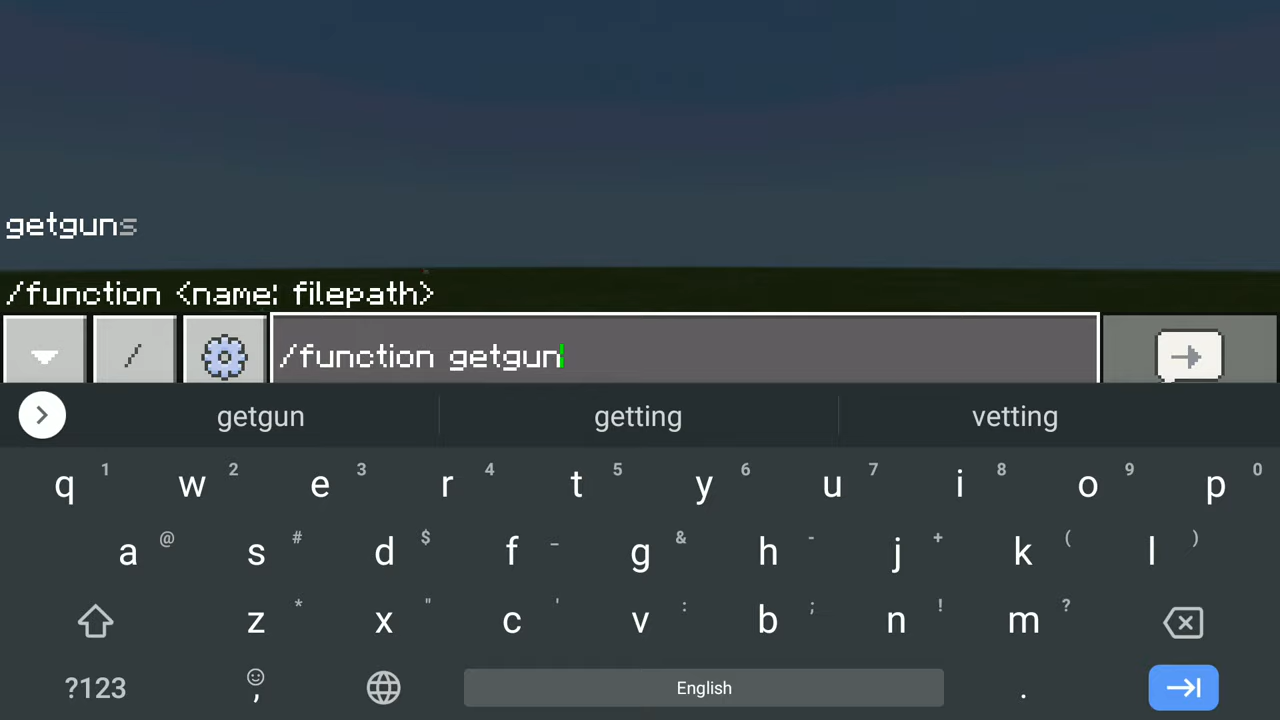 getguns
/function <name: filepath>
/
/function getgun
getgun getting vetting
q 1 w 2 e 3 r 4 t 5 y 6 u 7 i 8 o 9 p 0
a @ s # d $ f _ g & h - j + k ( l )
z * x " c ' v : b ; n ! m ?
?123 , English .